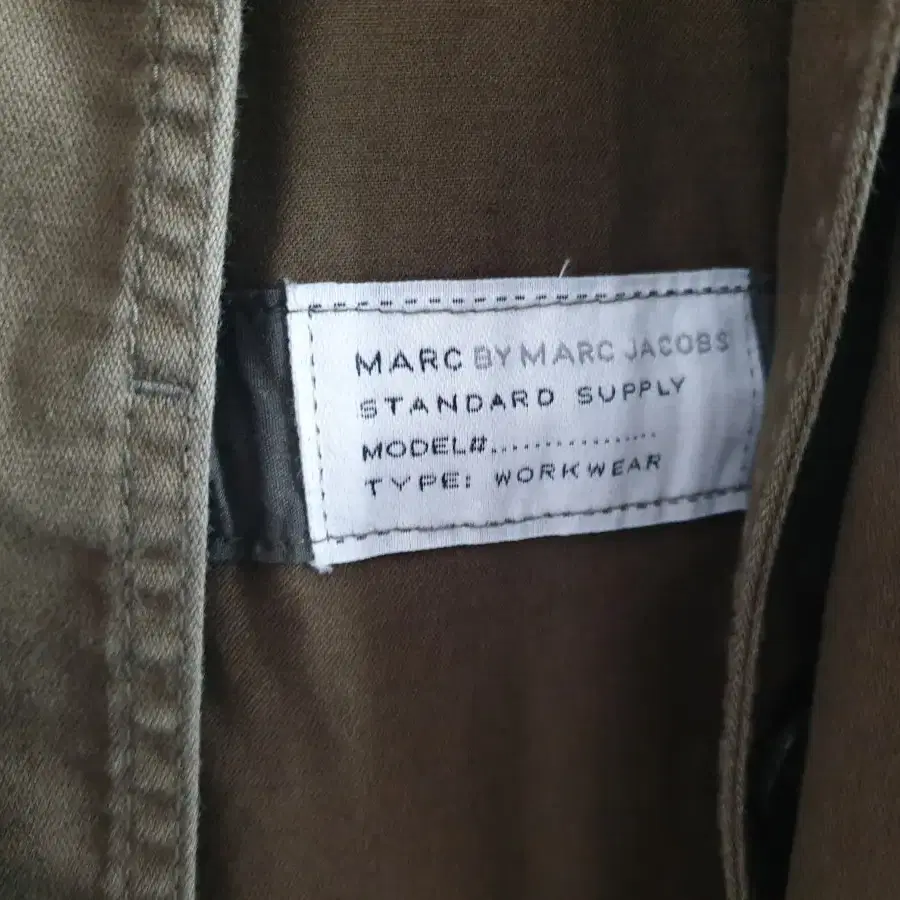 MARC BY MARC JACOBS
STANDARD SUPPLY
MODEL#................
TYPE: WORKWEAR